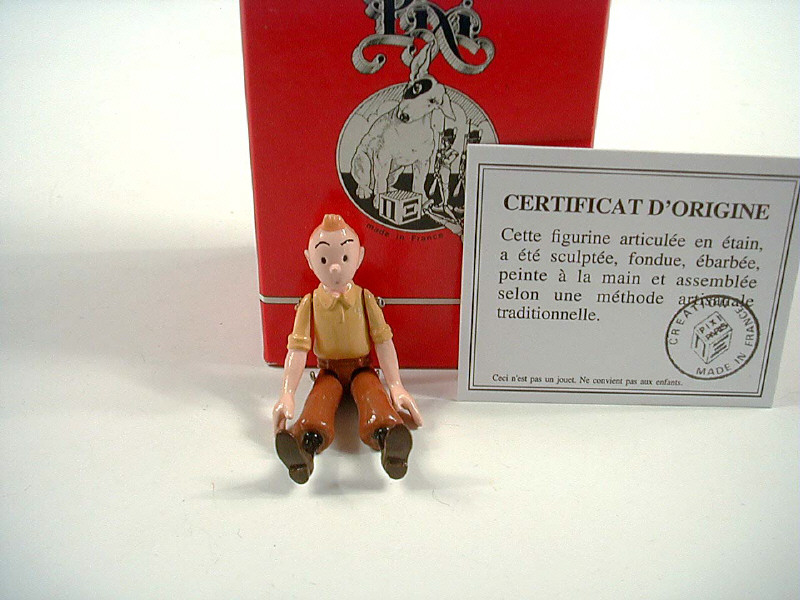 Pixi
made in France
CERTIFICAT D'ORIGINE
Cette figurine articulée en étain,
a été sculptée, fondue, ébarbée,
peinte à la main et assemblée
selon une méthode artisanale
traditionnelle.
CREATION
PIXI
PARIS
MADE IN FRANCE
Ceci n'est pas un jouet. Ne convient pas aux enfants.